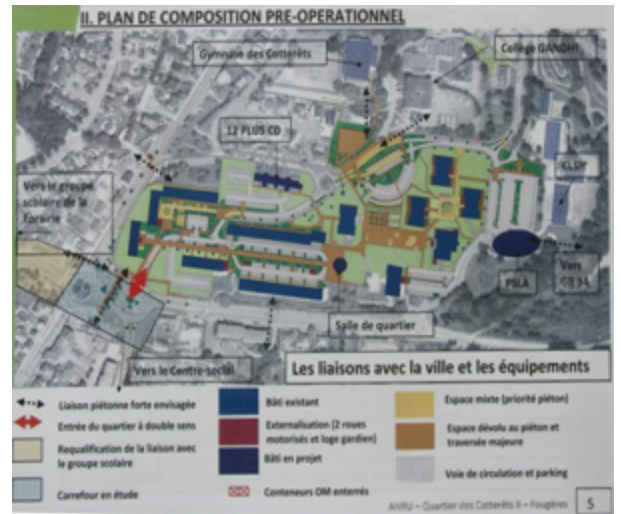 II. PLAN DE COMPOSITION PRE-OPERATIONNEL
Gymnase des Cotterêts
Collège GANDHI
12 PLUS CD
CLSH
Vers le groupe
scolaire de la
Forairie
Vers
PSLA
Salle de quartier
Vers le Centre social
Les liaisons avec la ville et les équipements
Liaison piétonne forte envisagée
Entrée du quartier à double sens
Requalification de la liaison avec
le groupe scolaire
Carrefour en étude
Bâti existant
Externalisation (2 roues
motorisés et loge gardien)
Bâti en projet
Conteneurs OM enterrés
Espace mixte (priorité piéton)
Espace dévolu au piéton et
traversée majeure
Voie de circulation et parking
ANRU – Quartier des Cotterêts II – Fougères
5